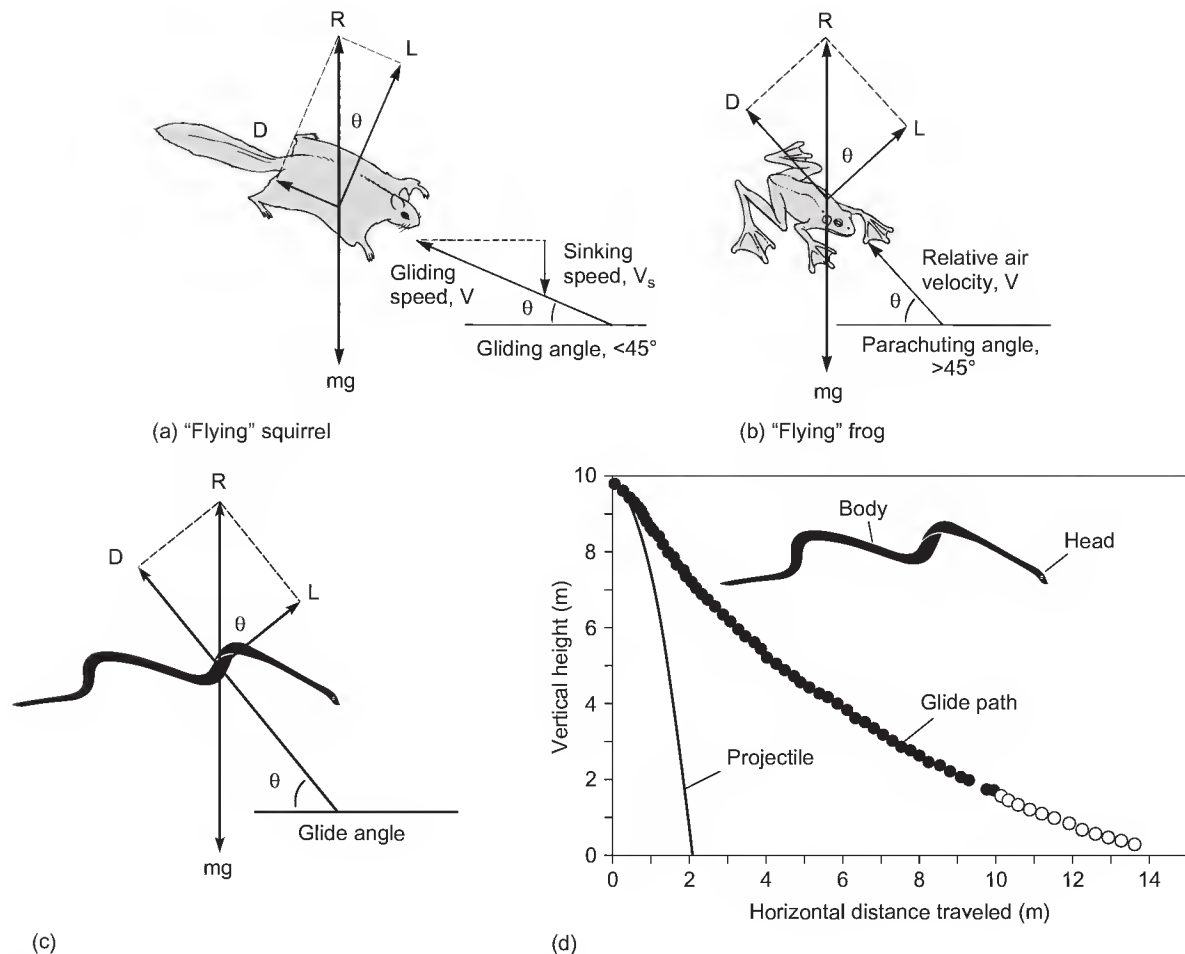 R
L
θ
D
Sinking
speed, Vs
Gliding
speed, V
θ
Gliding angle, <45°
mg
(a) "Flying" squirrel
R
D
L
θ
Relative air
velocity, V
θ
Parachuting angle,
>45°
mg
(b) "Flying" frog
R
D
L
θ
θ
Glide angle
mg
(c)
10
8
6
4
2
0
Vertical height (m)
Body
Head
Glide path
Projectile
0 2 4 6 8 10 12 14
Horizontal distance traveled (m)
(d)